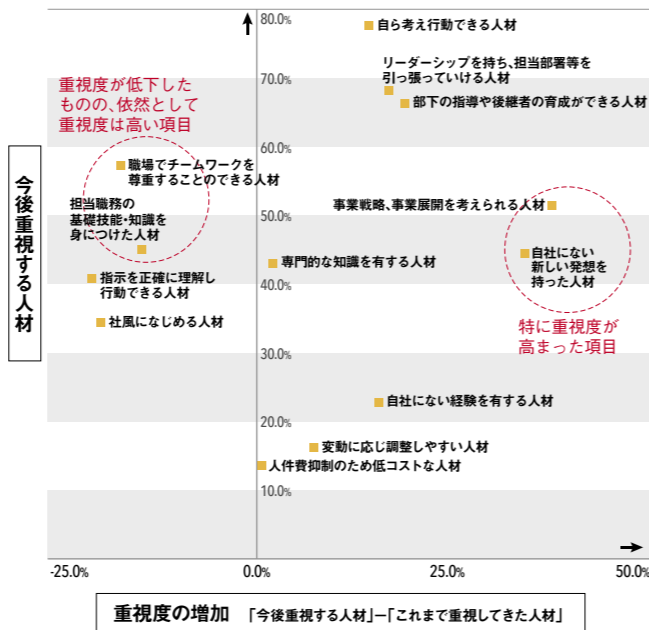 80.0%
自ら考え行動できる人材
リーダーシップを持ち、担当部署等を
引っ張っていける人材
70.0%
部下の指導や後継者の育成ができる人材
重視度が低下した
ものの、依然として
重視度は高い項目
60.0%
職場でチームワークを
尊重することのできる人材
担当職務の
基礎技能・知識を
身につけた人材
事業戦略、事業展開を考えられる人材
50.0%
自社にない
新しい発想を
持った人材
専門的な知識を有する人材
指示を正確に理解し
行動できる人材
40.0%
社風になじめる人材
特に重視度が
高まった項目
30.0%
自社にない経験を有する人材
20.0%
変動に応じ調整しやすい人材
人件費抑制のため低コストな人材
10.0%
今後重視する人材
-25.0%
0.0%
25.0%
50.0%
重視度の増加 「今後重視する人材」ー「これまで重視してきた人材」